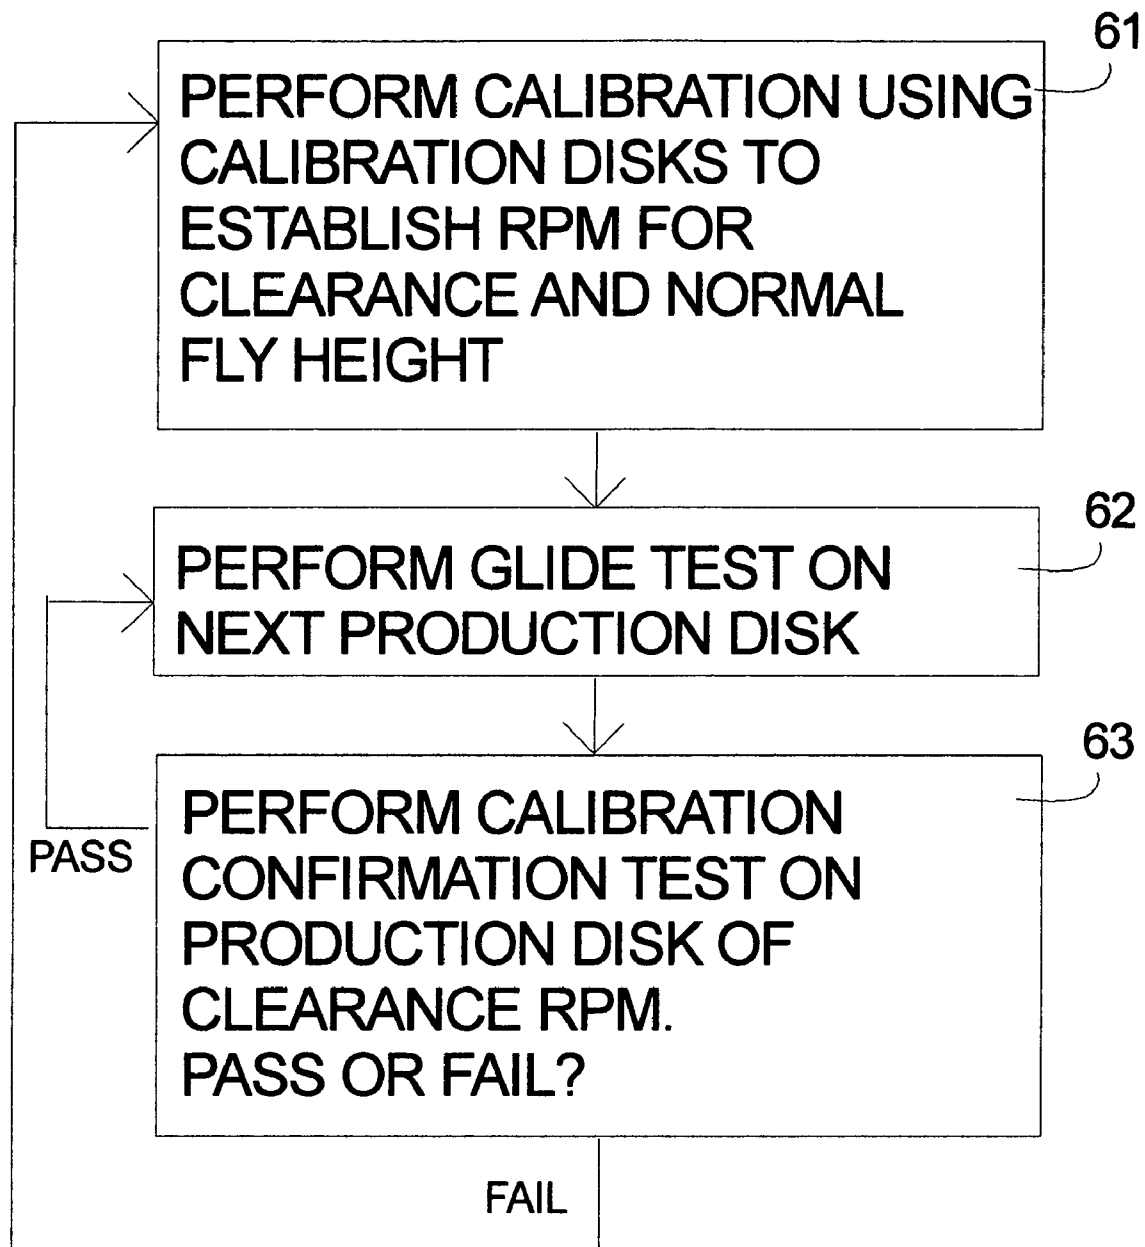 61
PERFORM CALIBRATION USING
CALIBRATION DISKS TO
ESTABLISH RPM FOR
CLEARANCE AND NORMAL
FLY HEIGHT
62
PERFORM GLIDE TEST ON
NEXT PRODUCTION DISK
63
PERFORM CALIBRATION
CONFIRMATION TEST ON
PRODUCTION DISK OF
CLEARANCE RPM.
PASS OR FAIL?
PASS
FAIL